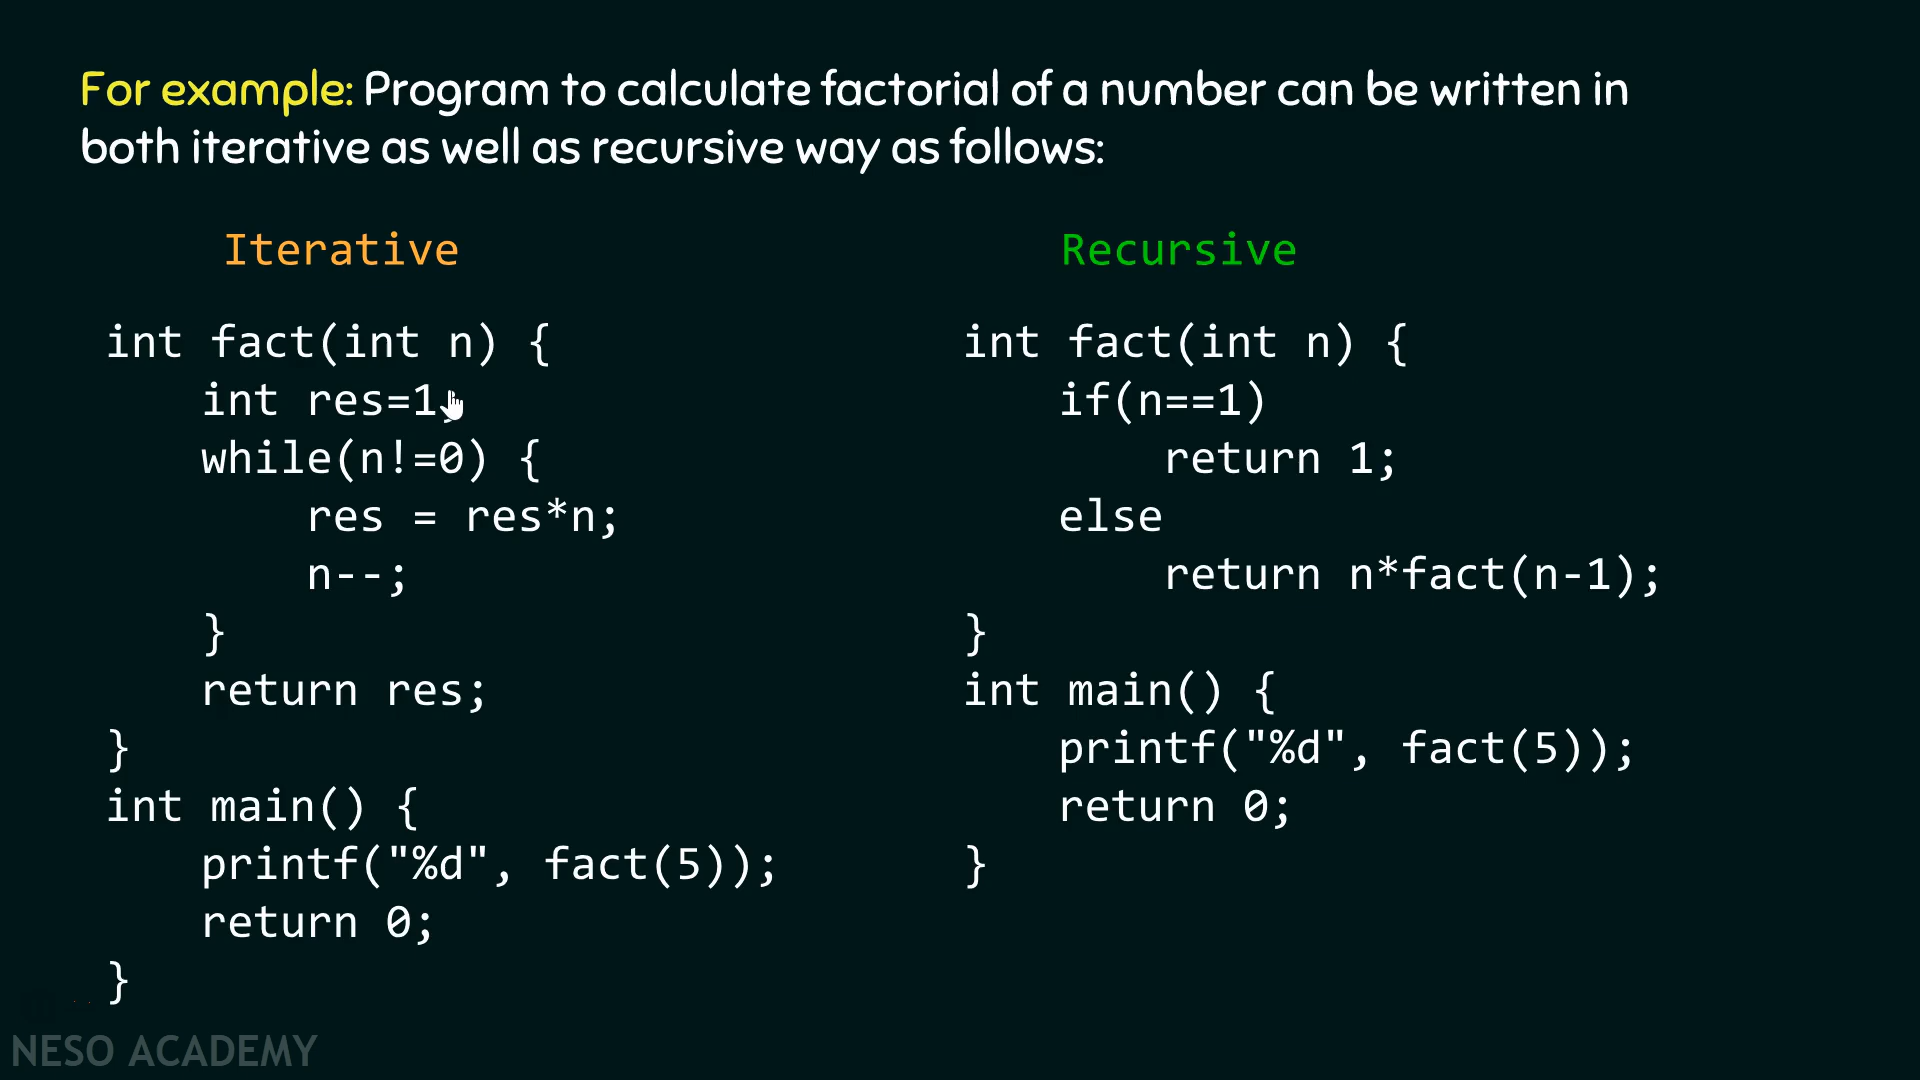 For example: Program to calculate factorial of a number can be written in
both iterative as well as recursive way as follows:
Iterative
int fact(int n) {
int res=1;
while(n!=0) {
res = res*n;
n--;
}
return res;
}
int main() {
printf("%d", fact(5));
return 0;
}
Recursive
int fact(int n) {
if(n==1)
return 1;
else
return n*fact(n-1);
}
int main() {
printf("%d", fact(5));
return 0;
}
NESO ACADEMY